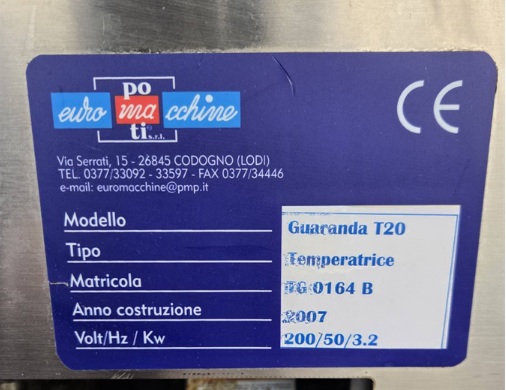 po
euro ma cchine
ti s.r.l.
CE
Via Serrati, 15 - 26845 CODOGNO (LODI)
TEL. 0377/33092 - 33597 - FAX 0377/34446
e-mail: euromacchine@pmp.it
Modello Guaranda T20
Tipo Temperatrice
Matricola 0164 B
Anno costruzione 2007
Volt/Hz / Kw 200/50/3.2